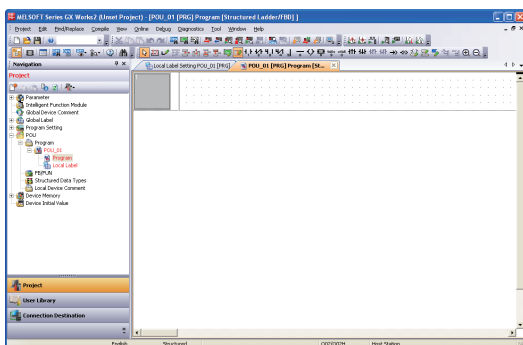 MELSOFT Series GX Works2 (Unset Project) - [POU_01 [PRG] Program [Structured Ladder/FBD] ]
Project Edit Find/Replace Compile View Online Debug Diagnostics Tool Window Help
Navigation
Local Label Setting POU_01 [PRG]
POU_01 [PRG] Program [St...
Project
Parameter
Intelligent Function Module
Global Device Comment
Global Label
Program Setting
POU
Program
POU_01
Program
Local Label
FB/FUN
Structured Data Types
Local Device Comment
Device Memory
Device Initial Value
Project
User Library
Connection Destination
English Structured Q02/Q02H Host Station